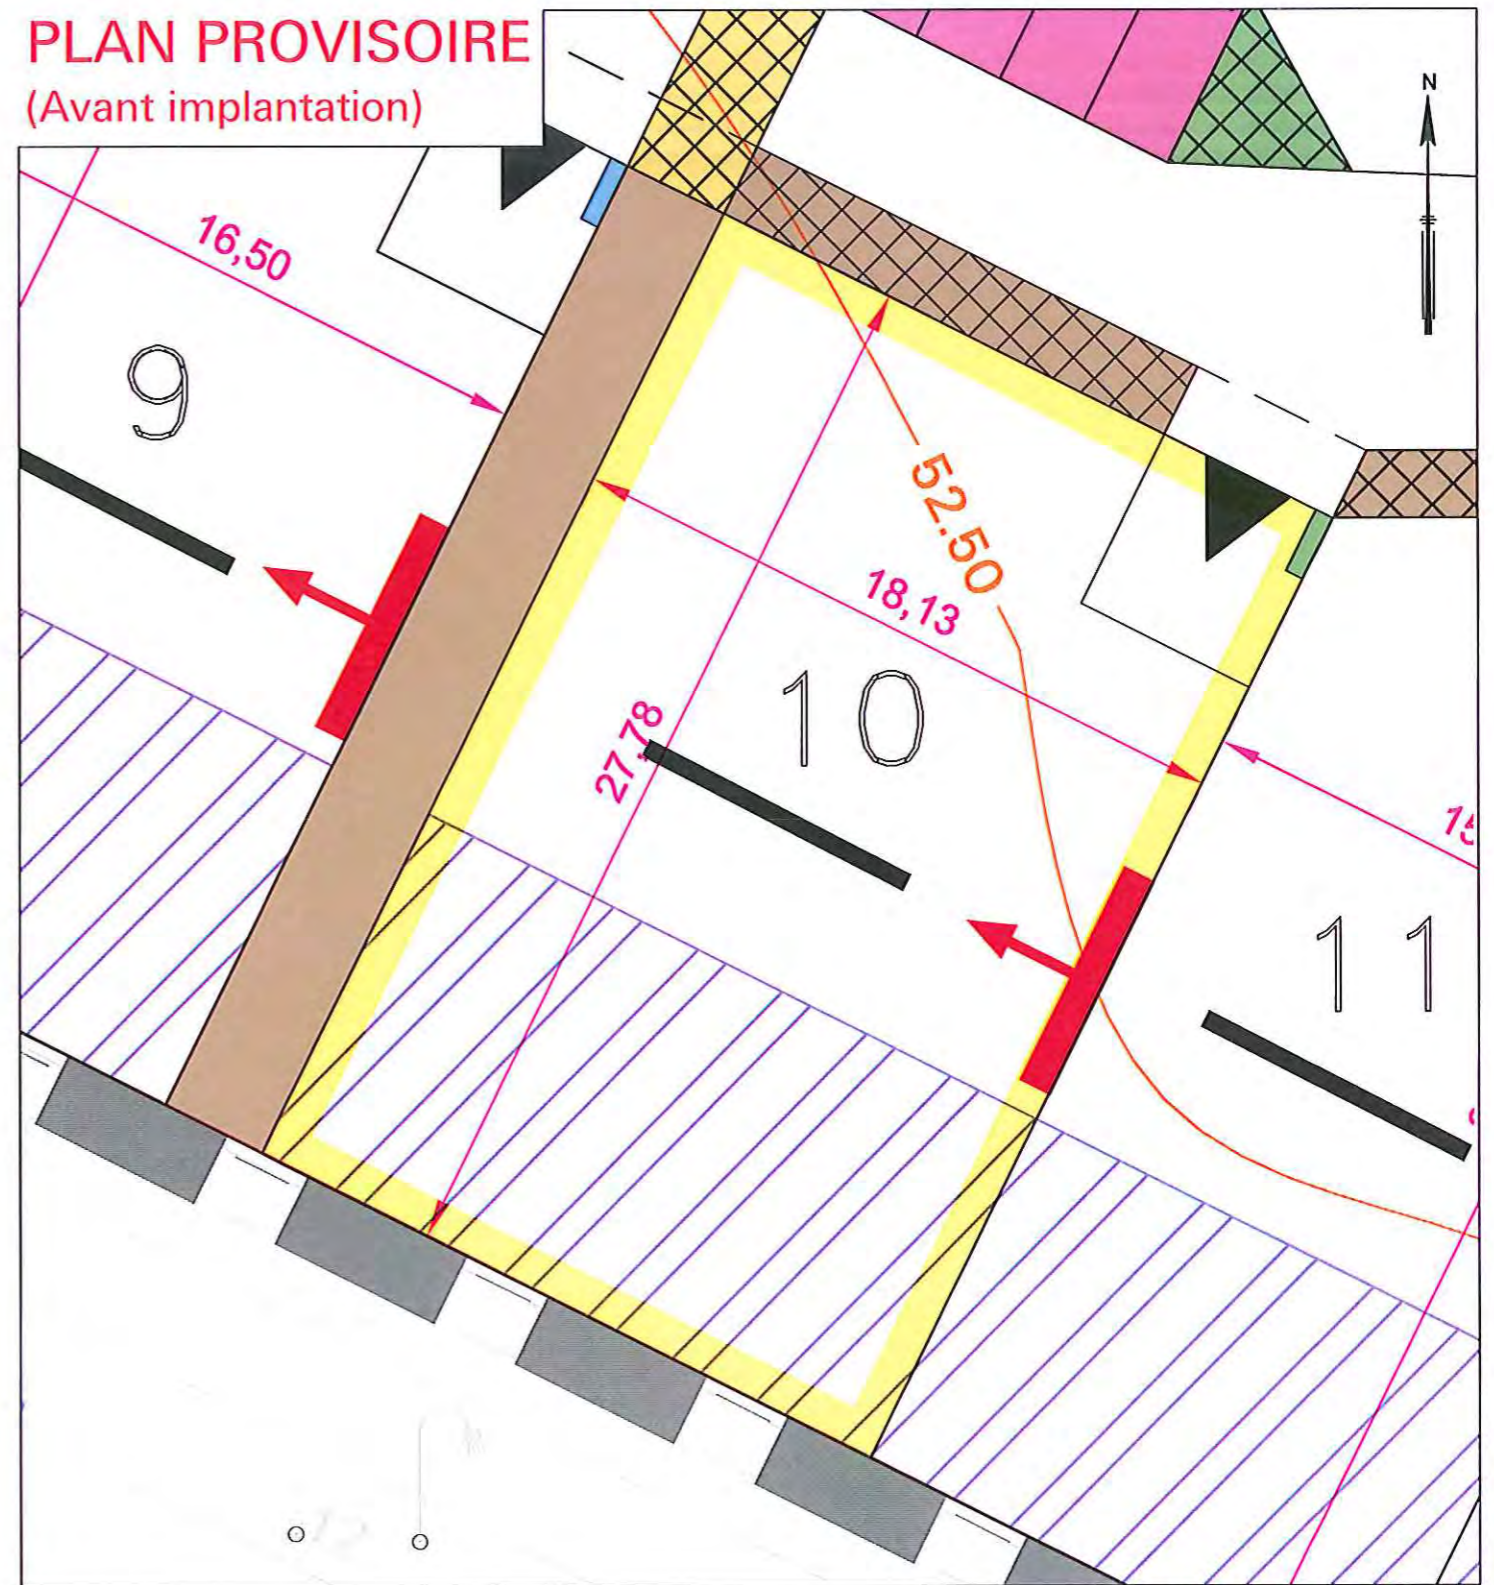 PLAN PROVISOIRE
(Avant implantation)
N
16,50
9
52.50
18,13
10
27,78
11